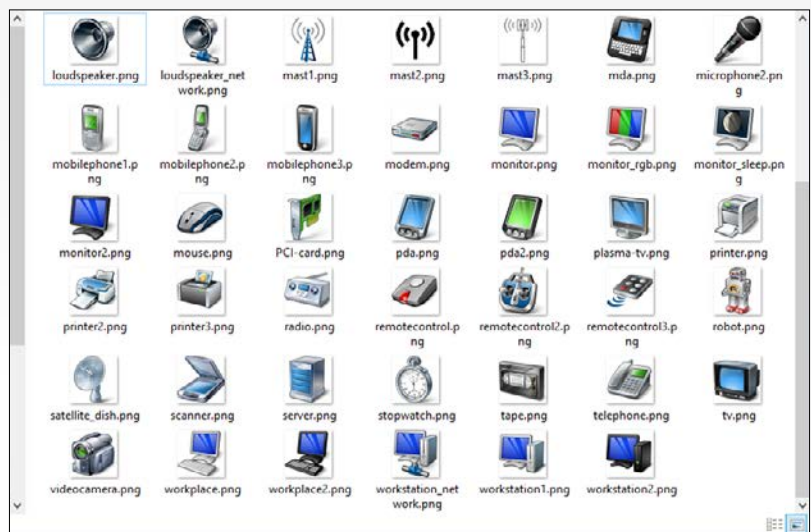 loudspeaker.png loudspeaker_net mast1.png mast2.png mast3.png mda.png microphone2.pn
work.png g
mobilephone1.p mobilephone2.p mobilephone3.p modem.png monitor.png monitor_rgb.png monitor_sleep.pn
ng ng ng g
monitor2.png mouse.png PCI-card.png pda.png pda2.png plasma-tv.png printer.png
printer2.png printer3.png radio.png remotecontrol.p remotecontrol2.p remotecontrol3.p robot.png
ng ng ng
satellite_dish.png scanner.png server.png stopwatch.png tape.png telephone.png tv.png
videocamera.png workplace.png workplace2.png workstation_net workstation1.png workstation2.png
work.png